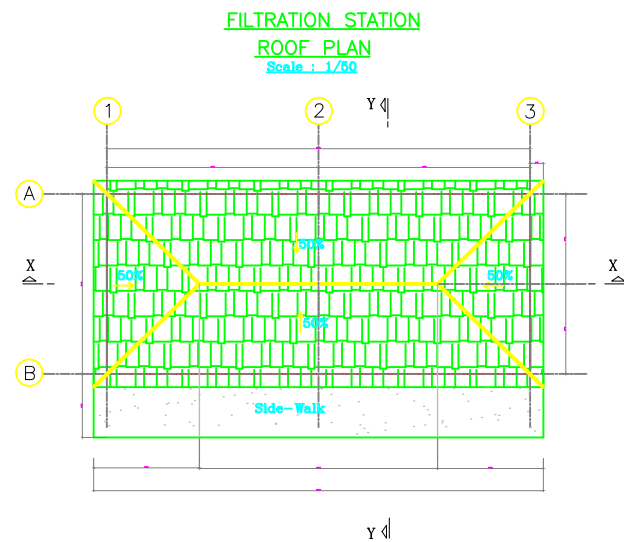 FILTRATION STATION
ROOF PLAN
Scale : 1/50
Y
1
2
3
A
50%
X
50%
50%
X
50%
B
Side-Walk
Y